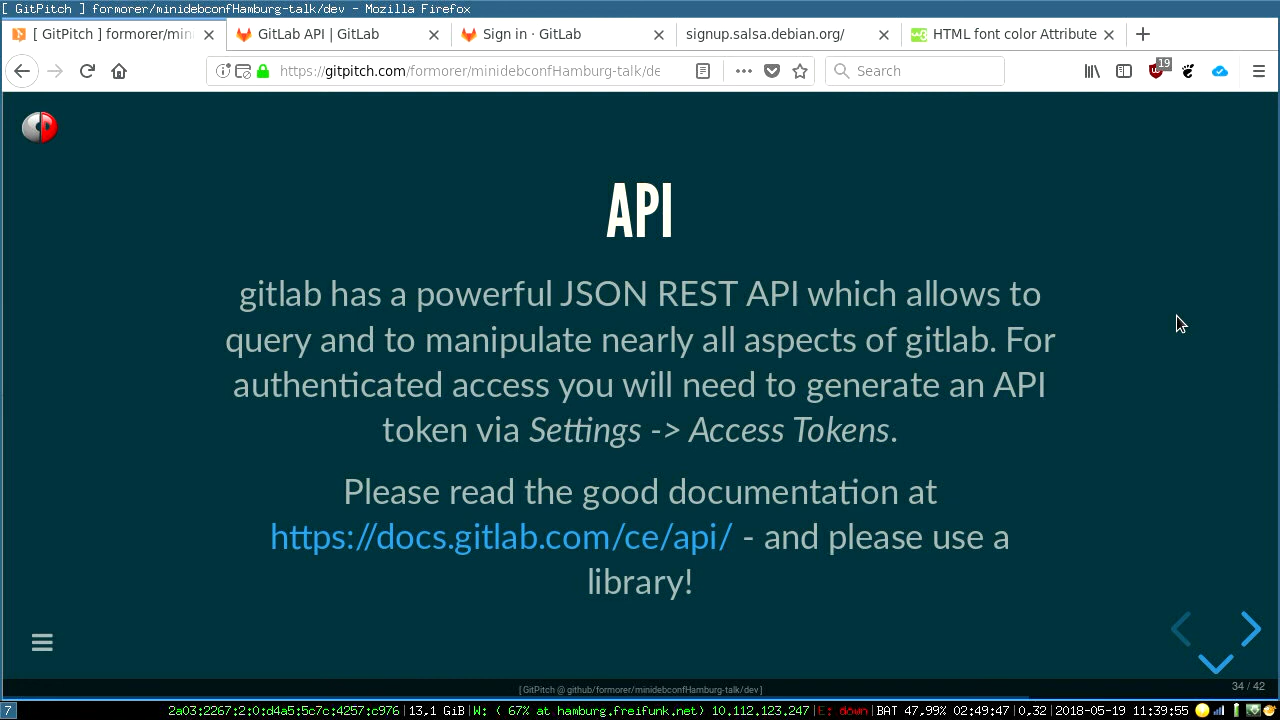 [ GitPitch ] formorer/minidebconfHamburg-talk/dev - Mozilla Firefox
[ GitPitch ] formorer/min
GitLab API | GitLab
Sign in · GitLab
signup.salsa.debian.org/
HTML font color Attribute
https://gitpitch.com/formorer/minidebconfHamburg-talk/de
Search
19
API
gitlab has a powerful JSON REST API which allows to
query and to manipulate nearly all aspects of gitlab. For
authenticated access you will need to generate an API
token via Settings -> Access Tokens.
Please read the good documentation at
https://docs.gitlab.com/ce/api/ - and please use a
library!
[ GitPitch @ github/formorer/minidebconfHamburg-talk/dev ]
34 / 42
7
2a03:2267:2:0:d4a5:5c7c:4257:c976|13.1 GiB|W: ( 67% at hamburg.freifunk.net) 10.112.123.247|E: down|BAT 47.99% 02:49:47|0.32|2018-05-19 11:39:55